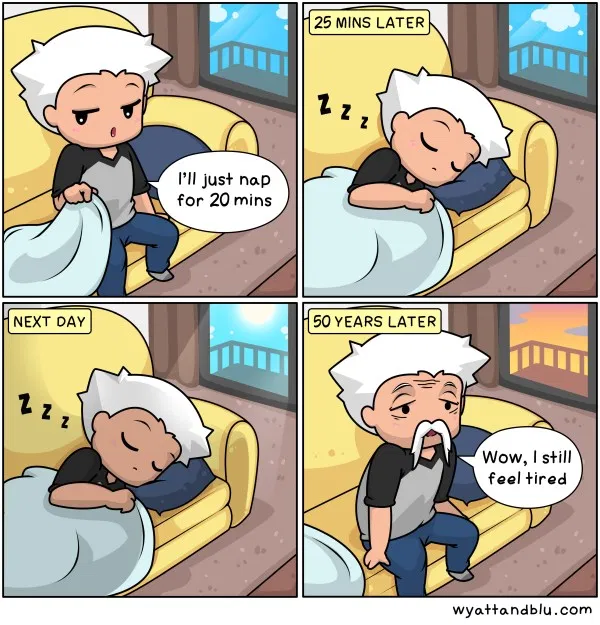 I'll just nap
for 20 mins
25 MINS LATER
Z Z Z
NEXT DAY
Z Z Z
50 YEARS LATER
Wow, I still
feel tired
wyattandblu.com